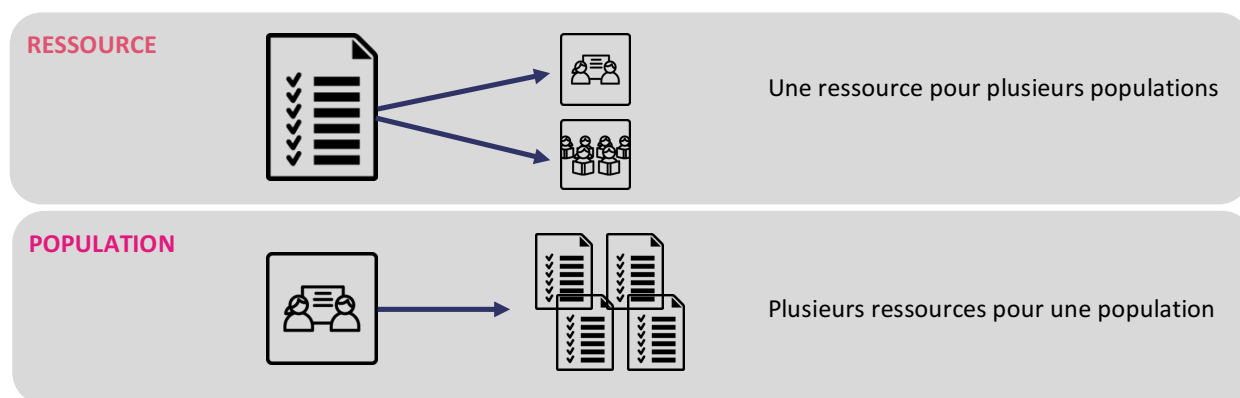 RESSOURCE
Une ressource pour plusieurs populations
POPULATION
Plusieurs ressources pour une population